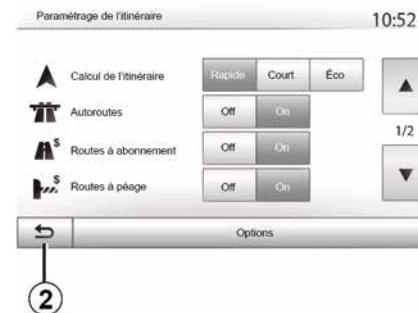 Paramétrage de l'itinéraire 10:52
Calcul de l'itinéraire Rapide Court Éco
Autoroutes Off On
1/2
$ Routes à abonnement Off On
$ Routes à péage Off On
Options
2